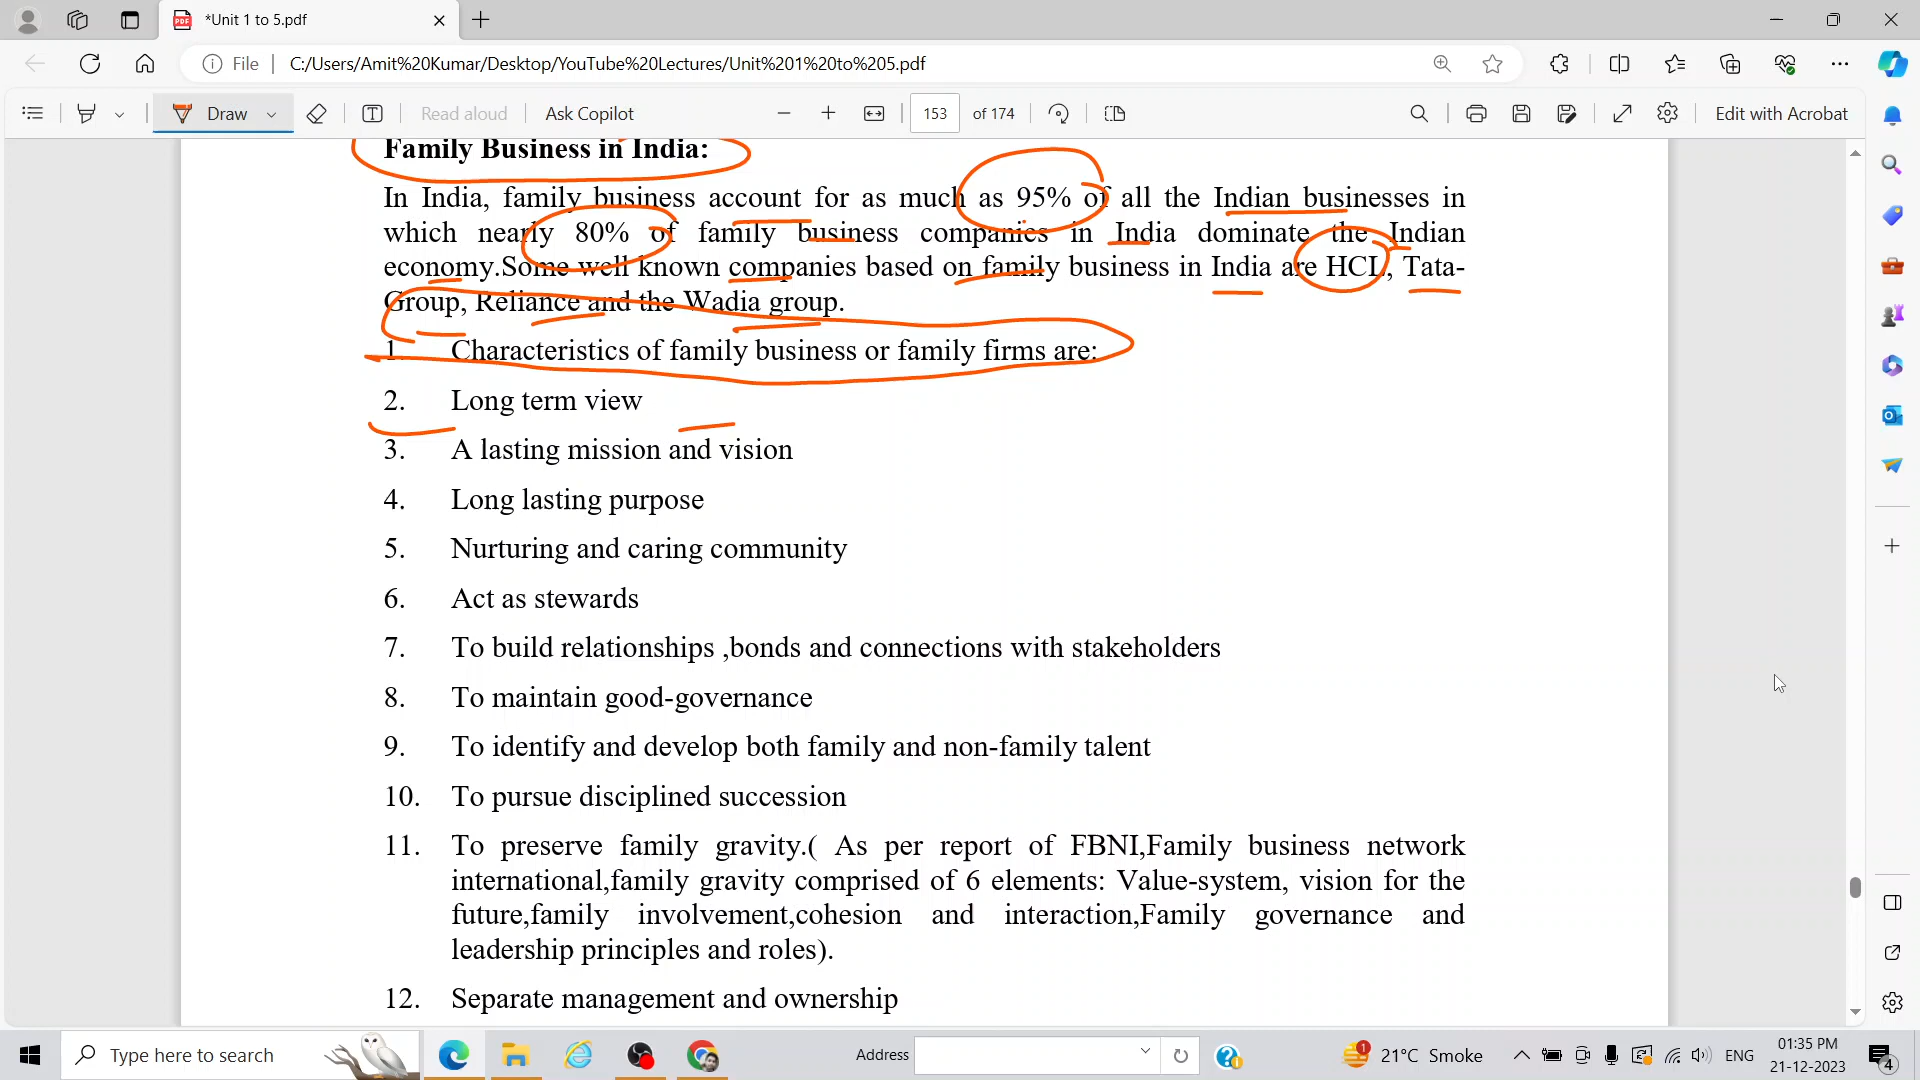 *Unit 1 to 5.pdf
File
C:/Users/Amit%20Kumar/Desktop/YouTube%20Lectures/Unit%201%20to%205.pdf
Draw
Read aloud
Ask Copilot
153 of 174
Edit with Acrobat
Family Business in India:
In India, family business account for as much as 95% of all the Indian businesses in
which nearly 80% of family business companies in India dominate the Indian
economy.Some well known companies based on family business in India are HCL, Tata-
Group, Reliance and the Wadia group.
1. Characteristics of family business or family firms are:
2. Long term view
3. A lasting mission and vision
4. Long lasting purpose
5. Nurturing and caring community
6. Act as stewards
7. To build relationships ,bonds and connections with stakeholders
8. To maintain good-governance
9. To identify and develop both family and non-family talent
10. To pursue disciplined succession
11. To preserve family gravity.( As per report of FBNI,Family business network
international,family gravity comprised of 6 elements: Value-system, vision for the
future,family involvement,cohesion and interaction,Family governance and
leadership principles and roles).
12. Separate management and ownership
Type here to search
Address
1
21°C Smoke
ENG
01:35 PM
21-12-2023
4